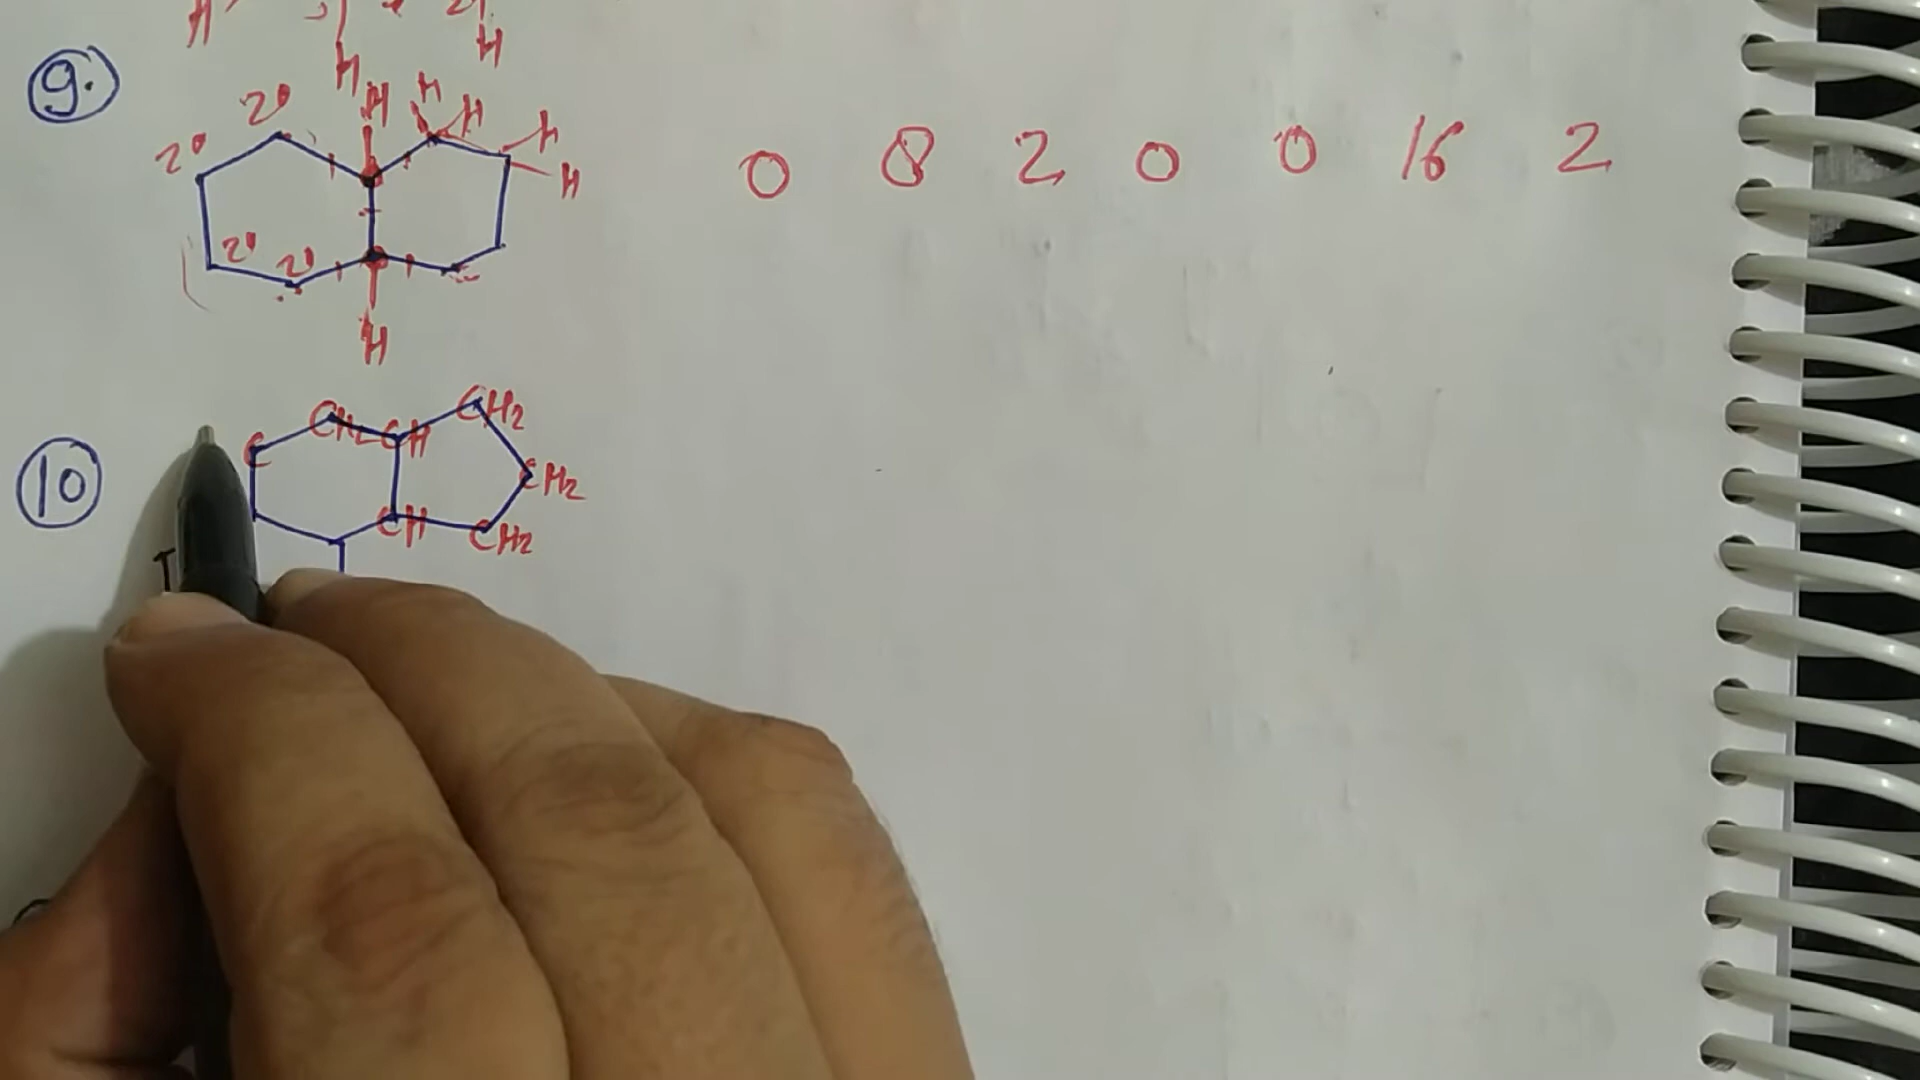 H H
H H
9. H H H
2° 2° H
0 8 2 0 0 16 2
H
2° 2°
H
CH2 CH CH2
C
10 CH2
CH CH2
I